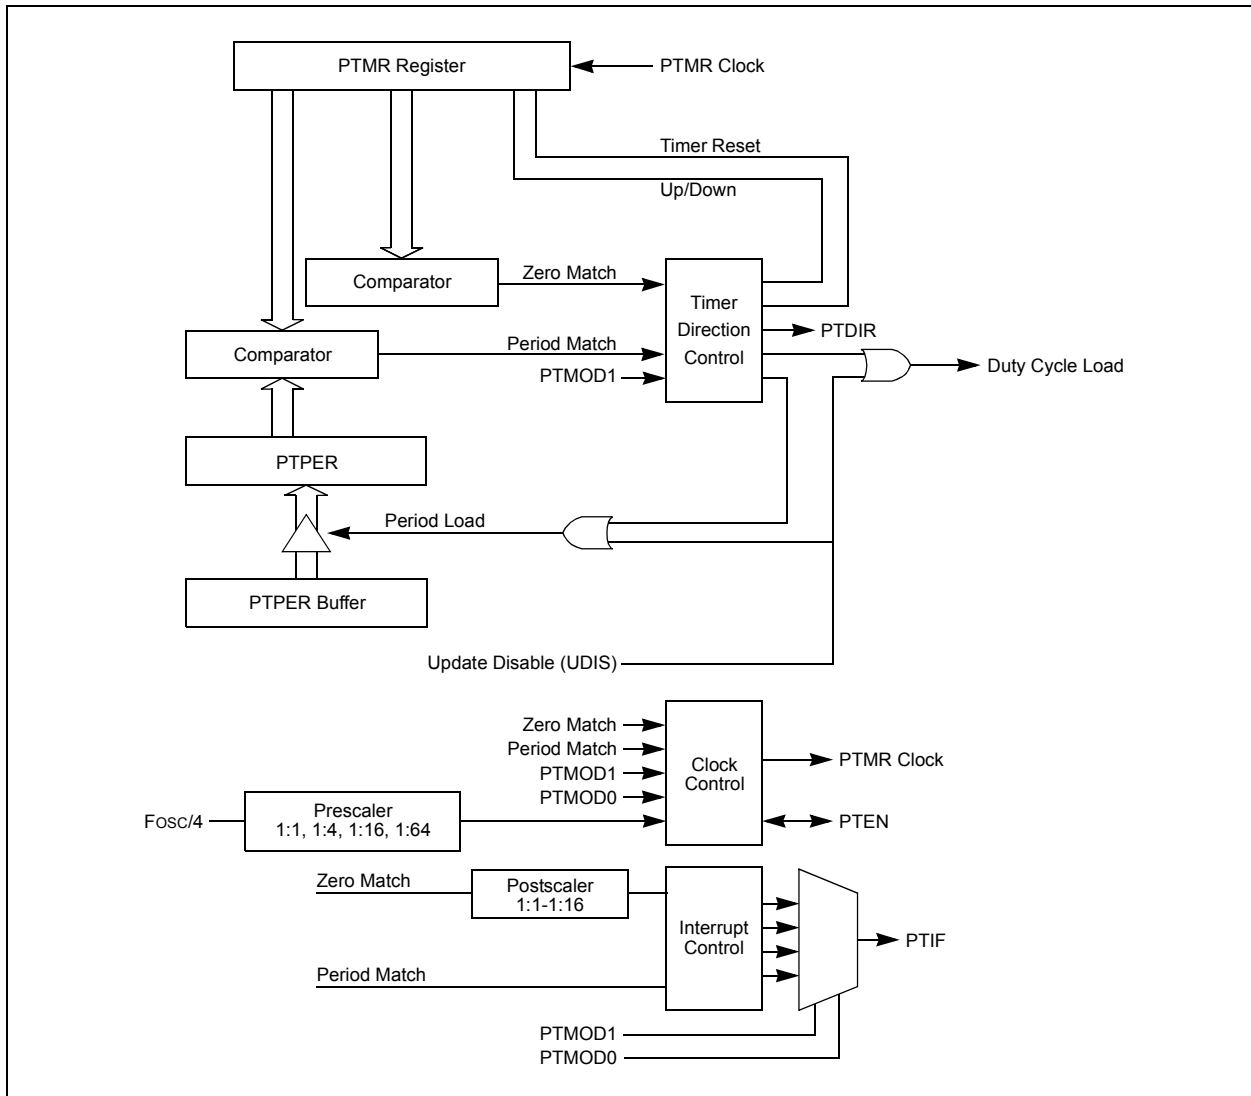 PTMR Register
PTMR Clock
Timer Reset
Up/Down
Comparator
Zero Match
Timer
Direction
Control
PTDIR
Comparator
Period Match
PTMOD1
Duty Cycle Load
PTPER
Period Load
PTPER Buffer
Update Disable (UDIS)
Zero Match
Period Match
PTMOD1
PTMOD0
Clock
Control
PTMR Clock
FOSC/4
Prescaler
1:1, 1:4, 1:16, 1:64
PTEN
Zero Match
Postscaler
1:1-1:16
Interrupt
Control
PTIF
Period Match
PTMOD1
PTMOD0